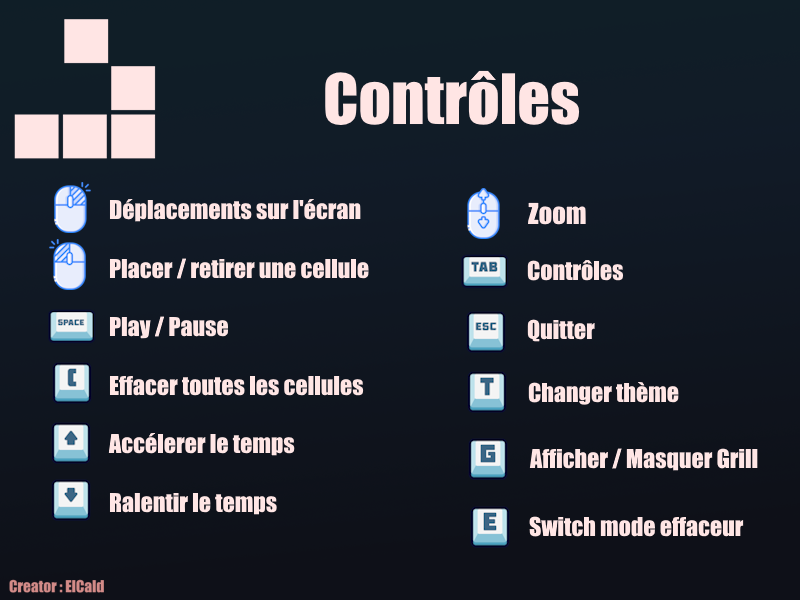 Contrôles
Déplacements sur l'écran
Placer / retirer une cellule
SPACE Play / Pause
C Effacer toutes les cellules
Accélerer le temps
Ralentir le temps
Zoom
TAB Contrôles
ESC Quitter
T Changer thème
G Afficher / Masquer Grill
E Switch mode effaceur
Creator : ElCald